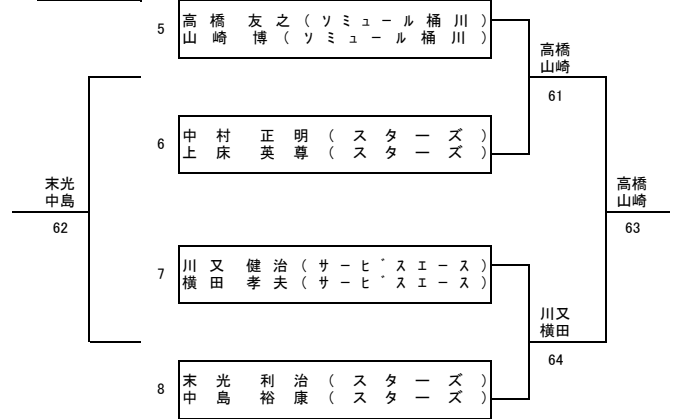 5
高橋 友之(ソミュール桶川)
山崎 博(ソミュール桶川)
高橋
山崎
61
6
中村 正明(スターズ)
上床 英尊(スターズ)
末光
中島
62
高橋
山崎
63
7
川又 健治(サービスエース)
横田 孝夫(サービスエース)
川又
横田
64
8
末光 利治(スターズ)
中島 裕康(スターズ)